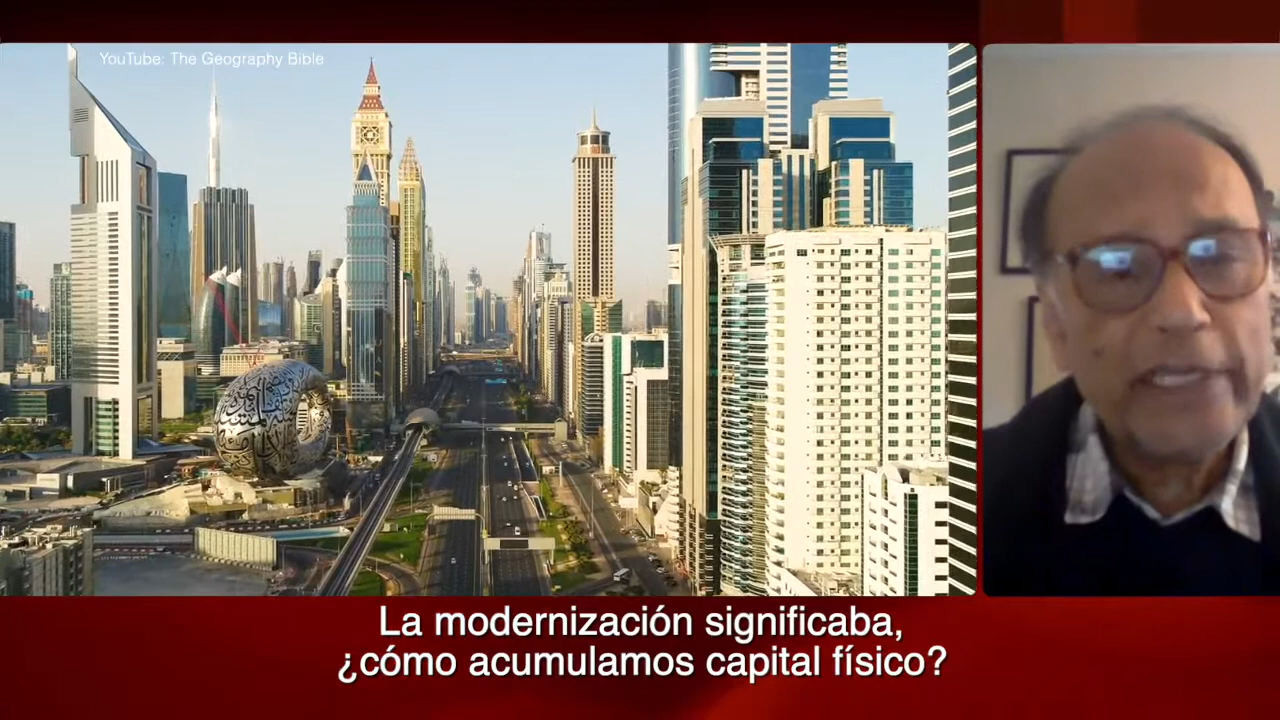 YouTube: The Geography Bible
La modernización significaba,
¿cómo acumulamos capital físico?